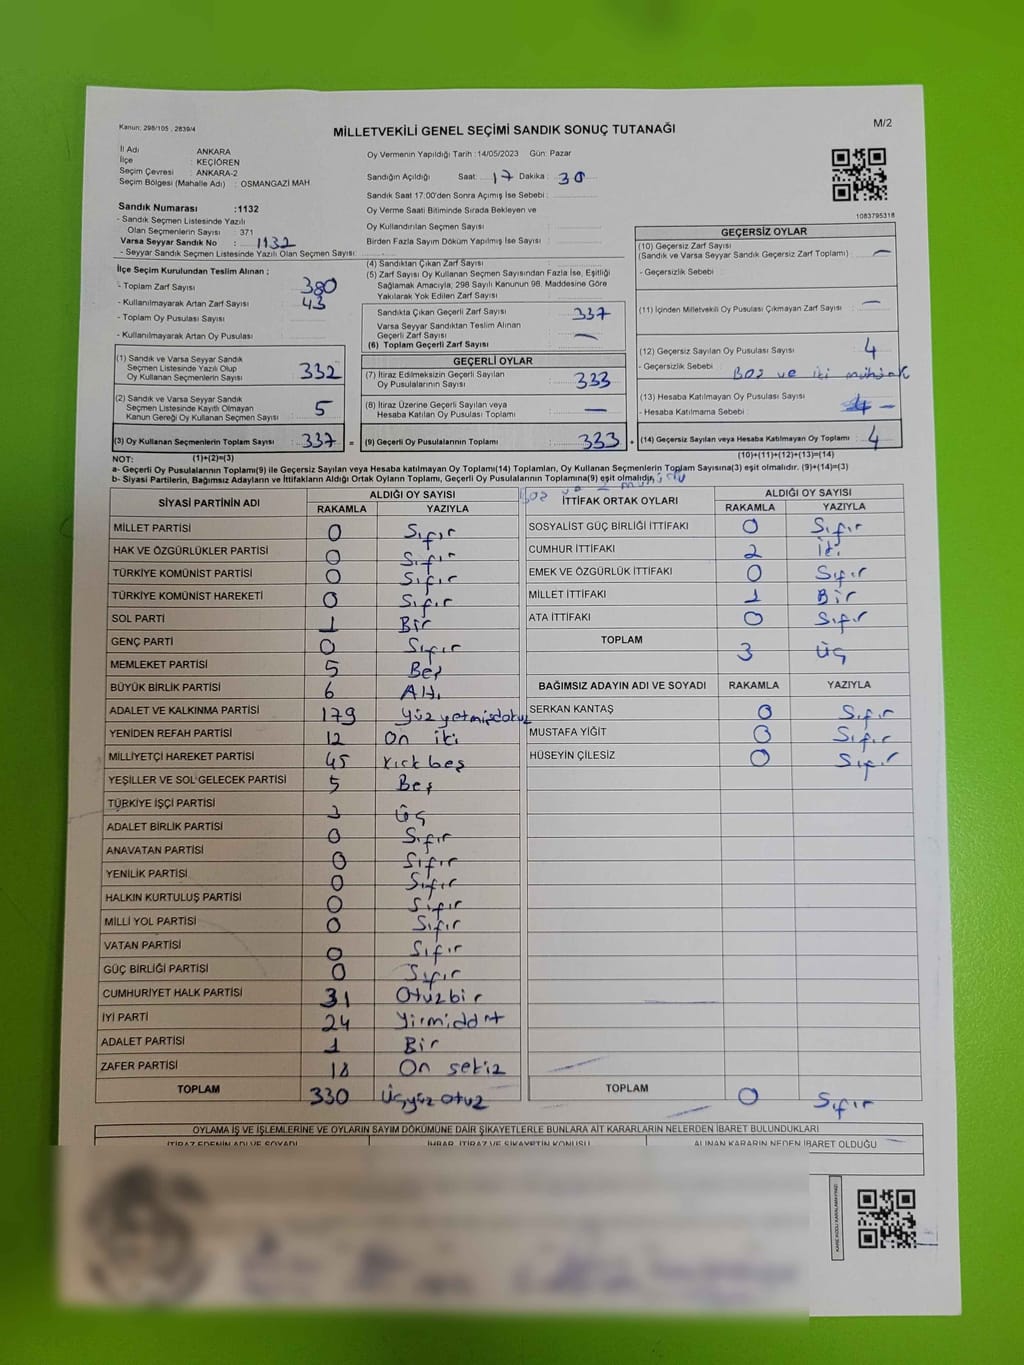 Kanun: 298/105 , 2839/4
MİLLETVEKİLİ GENEL SEÇİMİ SANDIK SONUÇ TUTANAĞI
M/2
İl Adı : ANKARA
İlçe : KEÇİÖREN
Seçim Çevresi : ANKARA-2
Seçim Bölgesi (Mahalle Adı) : OSMANGAZİ MAH.
Sandık Numarası :1132
- Sandık Seçmen Listesinde Yazılı
Olan Seçmenlerin Sayısı : 371
Varsa Seyyar Sandık No : 1132
- Seyyar Sandık Seçmen Listesinde Yazılı Olan Seçmen Sayısı:
İlçe Seçim Kurulundan Teslim Alınan ;
- Toplam Zarf Sayısı : 380
- Kullanılmayarak Artan Zarf Sayısı : 43
- Toplam Oy Pusulası Sayısı :
- Kullanılmayarak Artan Oy Pusulası :
(1) Sandık ve Varsa Seyyar Sandık
Seçmen Listesinde Yazılı Olup
Oy Kullanan Seçmenlerin Sayısı : 332
(2) Sandık ve Varsa Seyyar Sandık
Seçmen Listesinde Kayıtlı Olmayan
Kanun Gereği Oy Kullanan Seçmen Sayısı : 5
(3) Oy Kullanan Seçmenlerin Toplam Sayısı : 337 =
Oy Vermenin Yapıldığı Tarih : 14/05/2023 Gün: Pazar
Sandığın Açıldığı Saat: 17 Dakika : 30
Sandık Saat 17:00'den Sonra Açımış İse Sebebi :
Oy Verme Saati Bitiminde Sırada Bekleyen ve
Oy Kullandırılan Seçmen Sayısı :
Birden Fazla Sayım Döküm Yapılmış İse Sayısı :
(4) Sandıktan Çıkan Zarf Sayısı :
(5) Zarf Sayısı Oy Kullanan Seçmen Sayısından Fazla İse, Eşitliği
Sağlamak Amacıyla, 298 Sayılı Kanunun 98. Maddesine Göre
Yakılarak Yok Edilen Zarf Sayısı :
Sandıkta Çıkan Geçerli Zarf Sayısı : 337
Varsa Seyyar Sandıktan Teslim Alınan
Geçerli Zarf Sayısı : —
(6) Toplam Geçerli Zarf Sayısı :
GEÇERLİ OYLAR
(7) İtiraz Edilmeksizin Geçerli Sayılan
Oy Pusulalarının Sayısı : 333
(8) İtiraz Üzerine Geçerli Sayılan veya
Hesaba Katılan Oy Pusulası Toplamı : —
(9) Geçerli Oy Pusulalarının Toplamı : 333 +
1083795318
GEÇERSİZ OYLAR
(10) Geçersiz Zarf Sayısı
(Sandık ve Varsa Seyyar Sandık Geçersiz Zarf Toplamı) : —
- Geçersizlik Sebebi :
(11) İçinden Milletvekili Oy Pusulası Çıkmayan Zarf Sayısı : —
(12) Geçersiz Sayılan Oy Pusulası Sayısı : 4
- Geçersizlik Sebebi : Boş ve iki mühür
(13) Hesaba Katılmayan Oy Pusulası Sayısı
- Hesaba Katılmama Sebebi : —
(14) Geçersiz Sayılan veya Hesaba Katılmayan Oy Toplamı : 4
NOT: (1)+(2)=(3)
(10)+(11)+(12)+(13)=(14)
a- Geçerli Oy Pusulalarının Toplamı(9) ile Geçersiz Sayılan veya Hesaba katılmayan Oy Toplamı(14) Toplamları, Oy Kullanan Seçmenlerin Toplam Sayısına(3) eşit olmalıdır. (9)+(14)=(3)
b- Siyasi Partilerin, Bağımsız Adayların ve İttifakların Aldığı Ortak Oyların Toplamı, Geçerli Oy Pusulalarının Toplamına(9) eşit olmalıdır.
SİYASİ PARTİNİN ADI ALDIĞI OY SAYISI
RAKAMLA YAZIYLA
MİLLET PARTİSİ 0 Sıfır
HAK VE ÖZGÜRLÜKLER PARTİSİ 0 Sıfır
TÜRKİYE KOMÜNİST PARTİSİ 0 Sıfır
TÜRKİYE KOMÜNİST HAREKETİ 0 Sıfır
SOL PARTİ 1 Bir
GENÇ PARTİ 0 Sıfır
MEMLEKET PARTİSİ 5 Beş
BÜYÜK BİRLİK PARTİSİ 6 Altı
ADALET VE KALKINMA PARTİSİ 179 Yüzyetmişdokuz
YENİDEN REFAH PARTİSİ 12 On iki
MİLLİYETÇİ HAREKET PARTİSİ 45 Kırkbeş
YEŞİLLER VE SOL GELECEK PARTİSİ 5 Beş
TÜRKİYE İŞÇİ PARTİSİ 3 Üç
ADALET BİRLİK PARTİSİ 0 Sıfır
ANAVATAN PARTİSİ 0 Sıfır
YENİLİK PARTİSİ 0 Sıfır
HALKIN KURTULUŞ PARTİSİ 0 Sıfır
MİLLİ YOL PARTİSİ 0 Sıfır
VATAN PARTİSİ 0 Sıfır
GÜÇ BİRLİĞİ PARTİSİ 0 Sıfır
CUMHURİYET HALK PARTİSİ 31 Otuzbir
İYİ PARTİ 24 Yirmidört
ADALET PARTİSİ 1 Bir
ZAFER PARTİSİ 18 On sekiz
TOPLAM 330 Üçyüz otuz
İTTİFAK ORTAK OYLARI ALDIĞI OY SAYISI
RAKAMLA YAZIYLA
SOSYALİST GÜÇ BİRLİĞİ İTTİFAKI 0 Sıfır
CUMHUR İTTİFAKI 2 İki
EMEK VE ÖZGÜRLÜK İTTİFAKI 0 Sıfır
MİLLET İTTİFAKI 1 Bir
ATA İTTİFAKI 0 Sıfır
TOPLAM 3 Üç
BAĞIMSIZ ADAYIN ADI VE SOYADI RAKAMLA YAZIYLA
SERKAN KANTAŞ 0 Sıfır
MUSTAFA YİĞİT 0 Sıfır
HÜSEYİN ÇİLESİZ 0 Sıfır
TOPLAM 0 Sıfır
OYLAMA İŞ VE İŞLEMLERİNE VE OYLARIN SAYIM DÖKÜMÜNE DAİR ŞİKAYETLERLE BUNLARA AİT KARARLARIN NELERDEN İBARET BULUNDUKLARI
İTİRAZ EDENİN ADI VE SOYADI İHBAR, İTİRAZ VE ŞİKAYETİN KONUSU ALINAN KARARIN NEDEN İBARET OLDUĞU